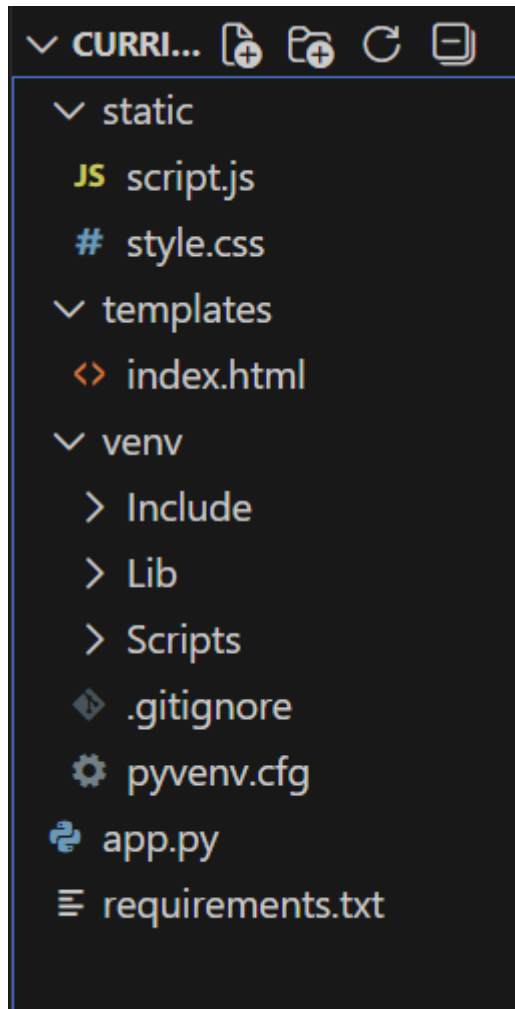 CURRI...
static
JS script.js
# style.css
templates
<> index.html
venv
Include
Lib
Scripts
.gitignore
pyvenv.cfg
app.py
requirements.txt